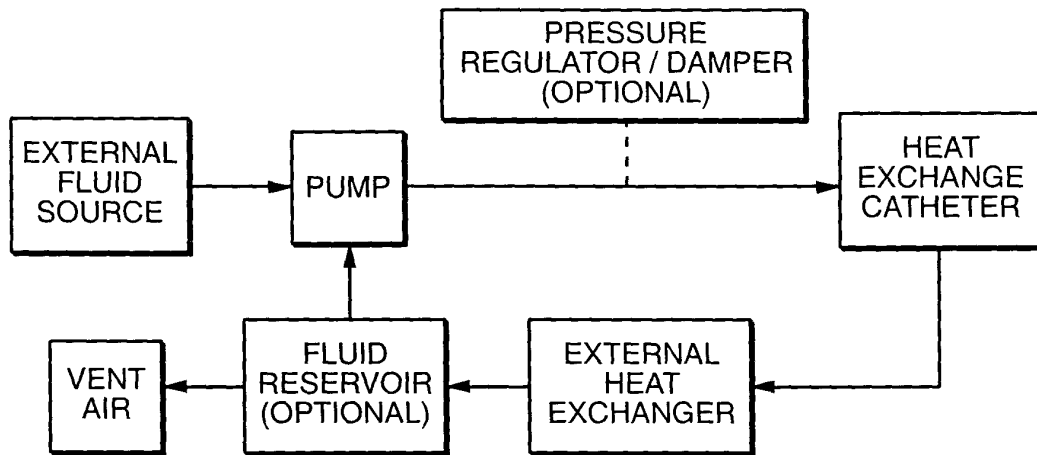 PRESSURE
REGULATOR / DAMPER
(OPTIONAL)
EXTERNAL
FLUID
SOURCE
PUMP
HEAT
EXCHANGE
CATHETER
VENT
AIR
FLUID
RESERVOIR
(OPTIONAL)
EXTERNAL
HEAT
EXCHANGER